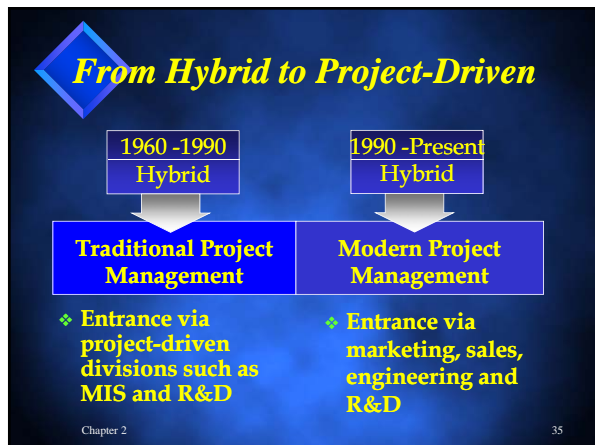 From Hybrid to Project-Driven
1960 -1990
Hybrid
1990 -Present
Hybrid
Traditional Project
Management
Modern Project
Management
Entrance via
project-driven
divisions such as
MIS and R&D
Entrance via
marketing, sales,
engineering and
R&D
Chapter 2
35